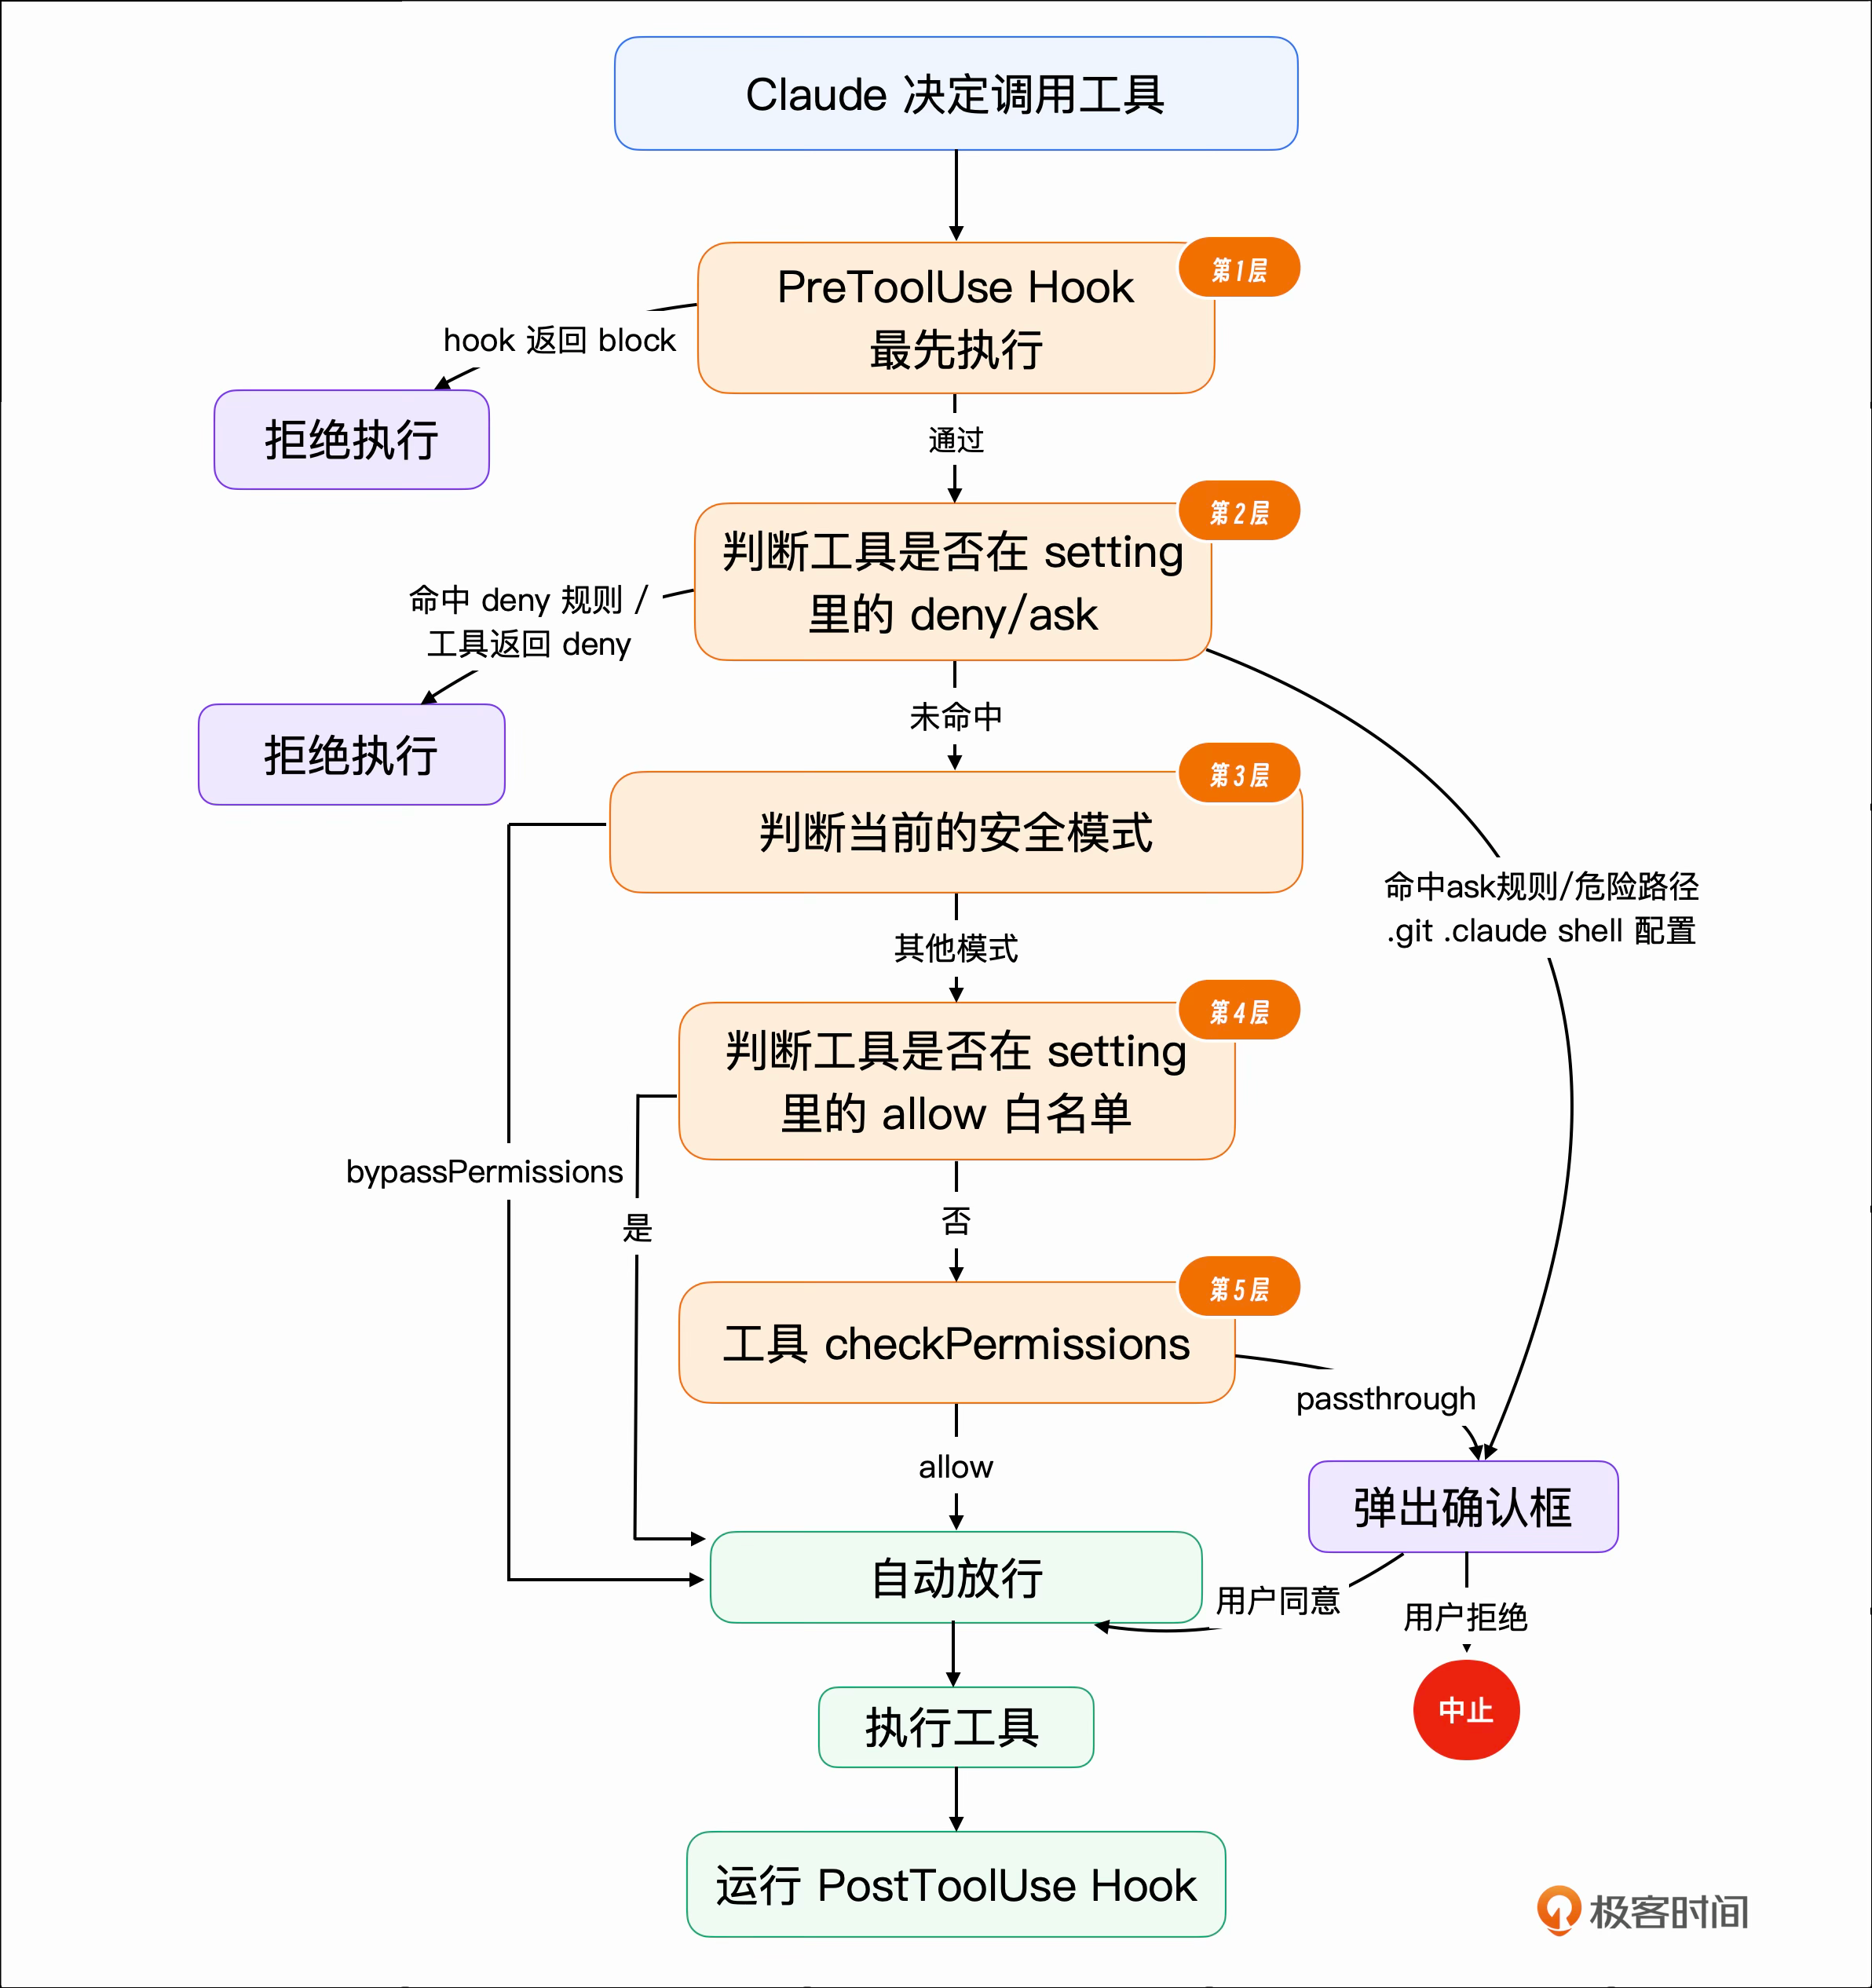 Claude 决定调用工具
第1层
PreToolUse Hook
最先执行
hook 返回 block
拒绝执行
通过
第2层
判断工具是否在 setting
里的 deny/ask
命中 deny 规则 /
工具返回 deny
拒绝执行
未命中
第3层
判断当前的安全模式
命中ask规则/危险路径
.git .claude shell 配置
其他模式
第4层
判断工具是否在 setting
里的 allow 白名单
bypassPermissions
是
否
第5层
工具 checkPermissions
passthrough
allow
弹出确认框
自动放行
用户同意
用户拒绝
中止
执行工具
运行 PostToolUse Hook
极客时间